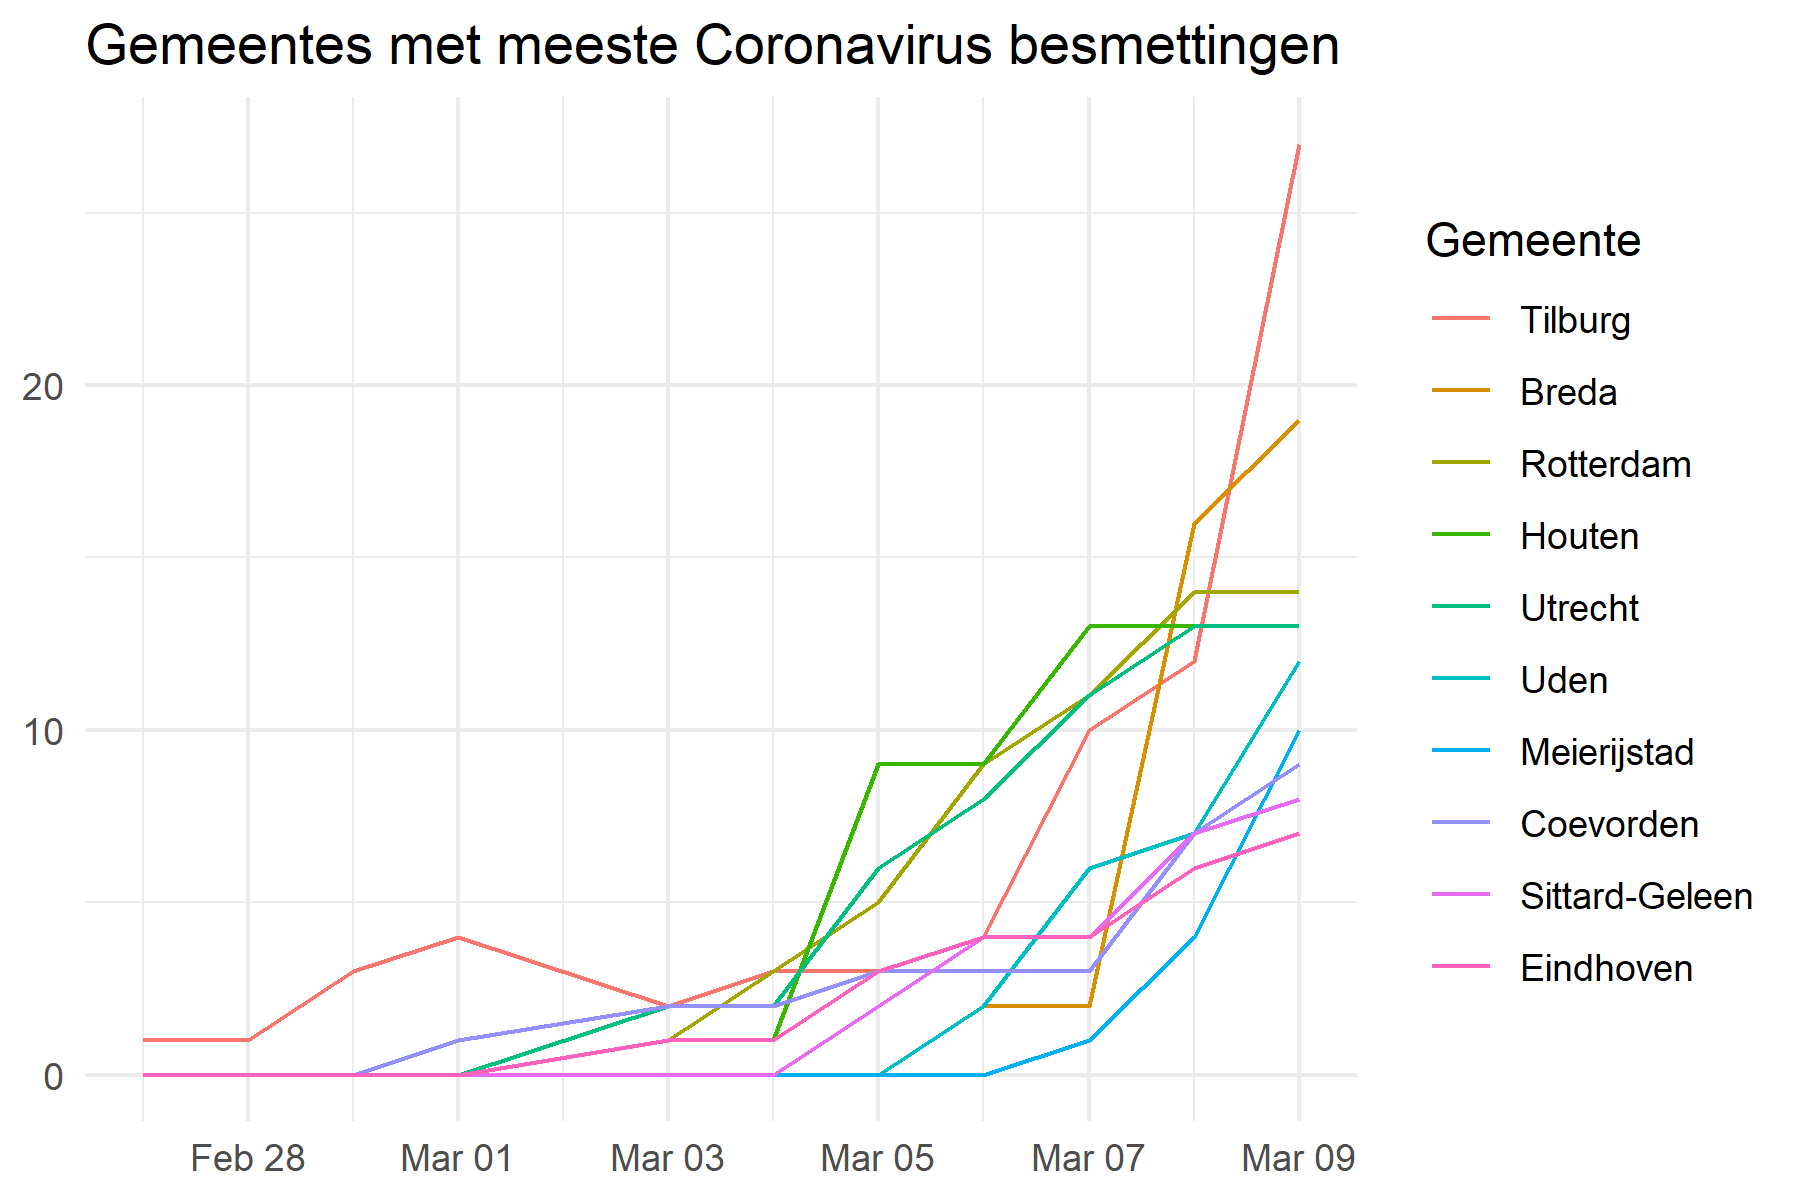 Gemeentes met meeste Coronavirus besmettingen
20
10
0
Feb 28
Mar 01
Mar 03
Mar 05
Mar 07
Mar 09
Gemeente
Tilburg
Breda
Rotterdam
Houten
Utrecht
Uden
Meierijstad
Coevorden
Sittard-Geleen
Eindhoven